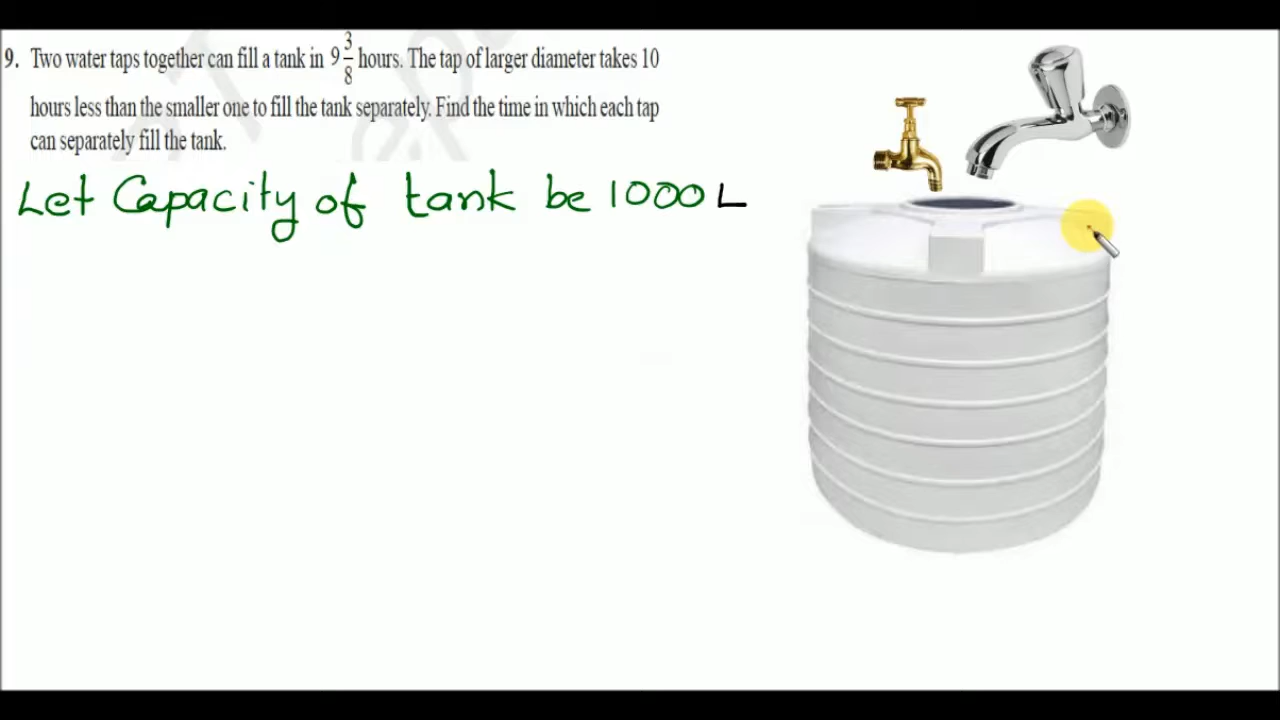 9. Two water taps together can fill a tank in 9 3/8 hours. The tap of larger diameter takes 10
hours less than the smaller one to fill the tank separately. Find the time in which each tap
can separately fill the tank.
Let Capacity of tank be 1000 L